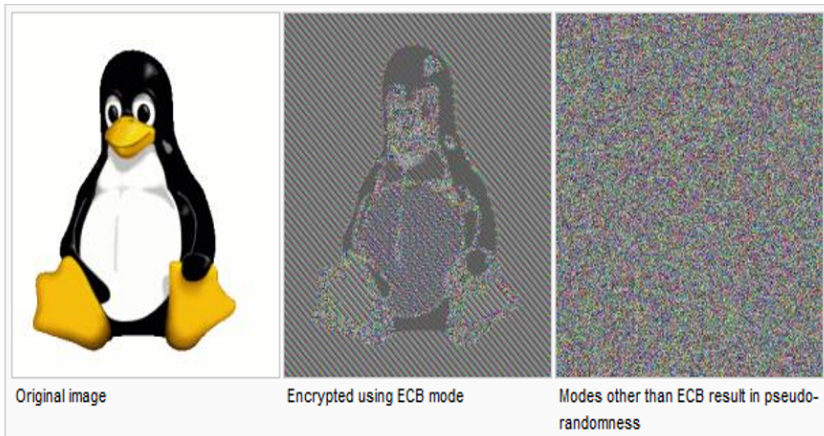 Original image
Encrypted using ECB mode
Modes other than ECB result in pseudo-
randomness